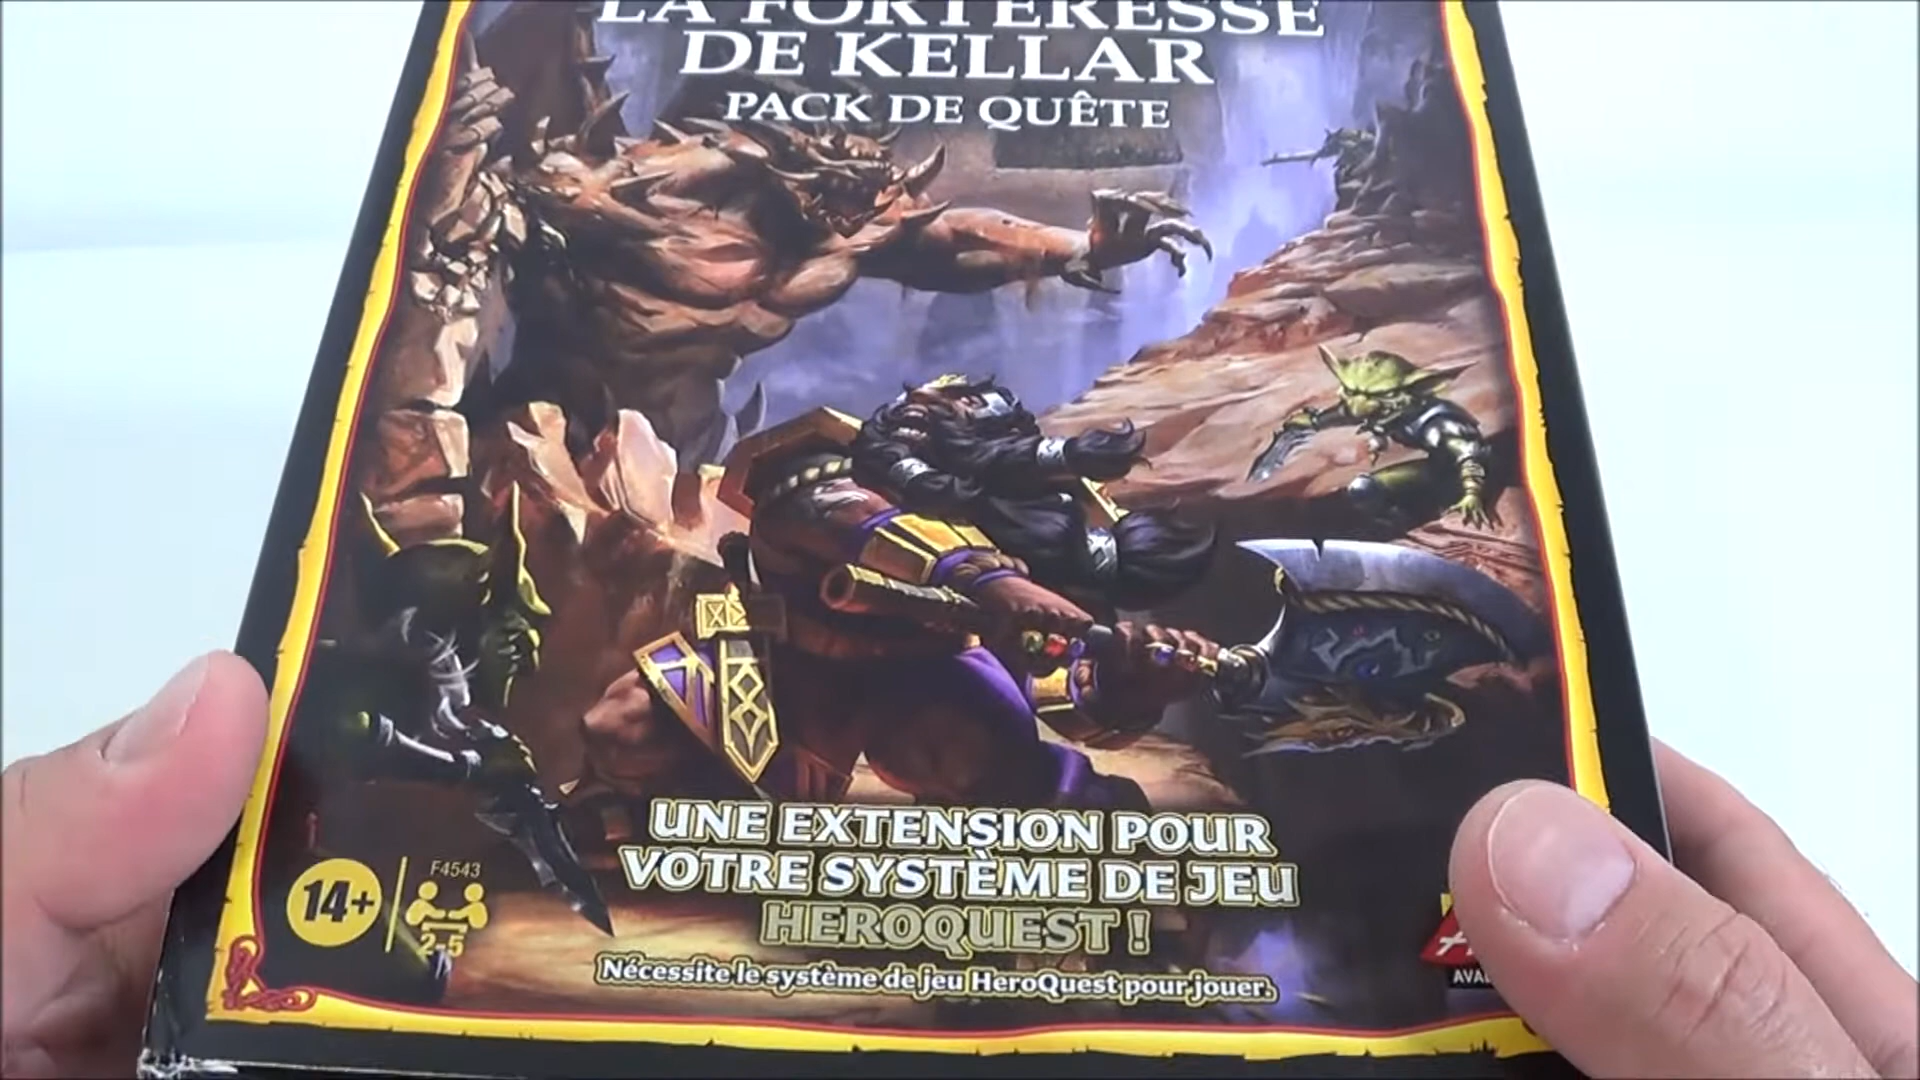 LA FORTERESSE
DE KELLAR
PACK DE QUÊTE
UNE EXTENSION POUR
VOTRE SYSTÈME DE JEU
HEROQUEST !
Nécessite le système de jeu HeroQuest pour jouer.
14+
F4543
2-5